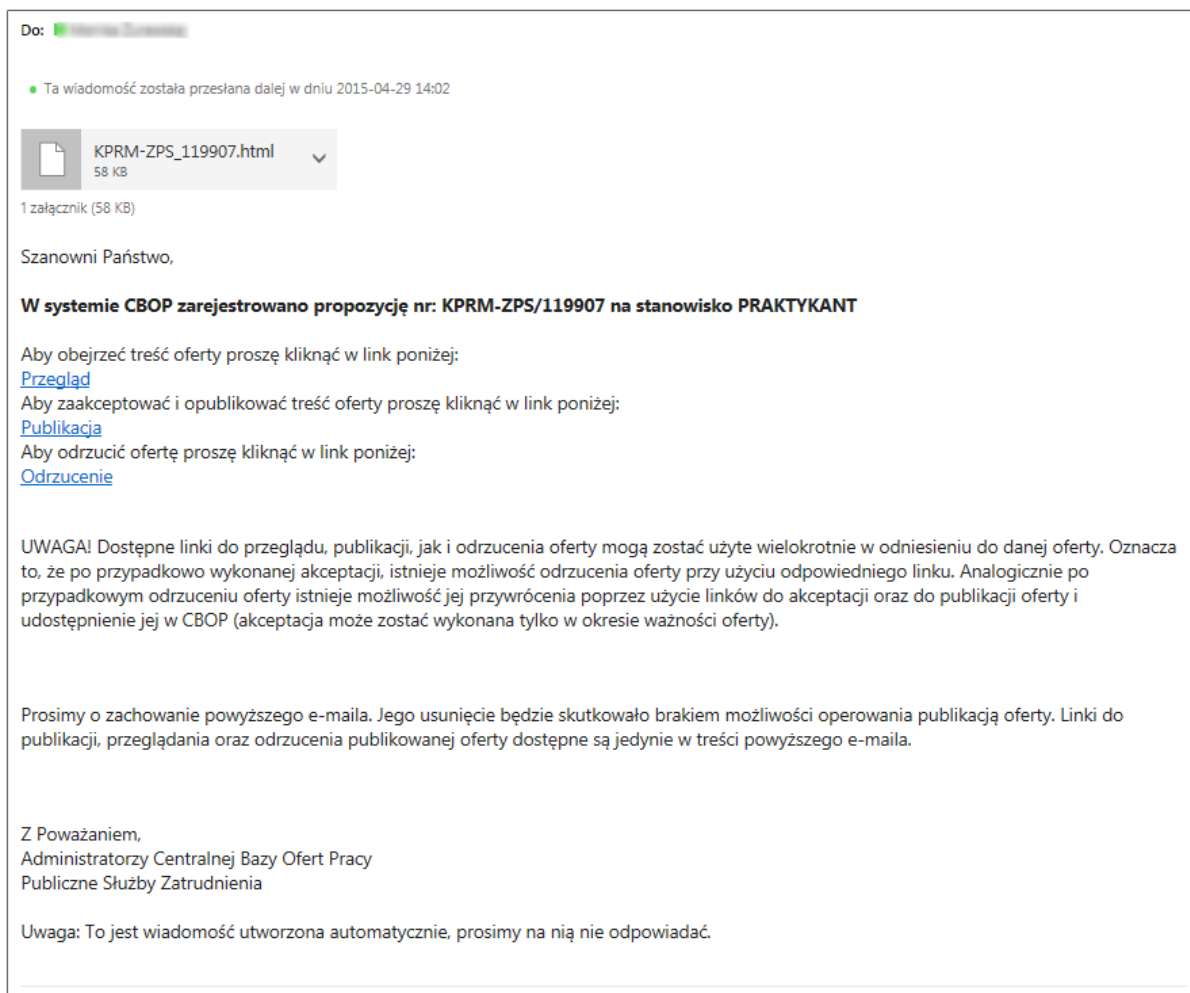 Do:
Ta wiadomość została przesłana dalej w dniu 2015-04-29 14:02
KPRM-ZPS_119907.html
58 KB
1 załącznik (58 KB)
Szanowni Państwo,
W systemie CBOP zarejestrowano propozycję nr: KPRM-ZPS/119907 na stanowisko PRAKTYKANT
Aby obejrzeć treść oferty proszę kliknąć w link poniżej:
Przegląd
Aby zaakceptować i opublikować treść oferty proszę kliknąć w link poniżej:
Publikacja
Aby odrzucić ofertę proszę kliknąć w link poniżej:
Odrzucenie
UWAGA! Dostępne linki do przeglądu, publikacji, jak i odrzucenia oferty mogą zostać użyte wielokrotnie w odniesieniu do danej oferty. Oznacza
to, że po przypadkowo wykonanej akceptacji, istnieje możliwość odrzucenia oferty przy użyciu odpowiedniego linku. Analogicznie po
przypadkowym odrzuceniu oferty istnieje możliwość jej przywrócenia poprzez użycie linków do akceptacji oraz do publikacji oferty i
udostępnienie jej w CBOP (akceptacja może zostać wykonana tylko w okresie ważności oferty).
Prosimy o zachowanie powyższego e-maila. Jego usunięcie będzie skutkowało brakiem możliwości operowania publikacją oferty. Linki do
publikacji, przeglądania oraz odrzucenia publikowanej oferty dostępne są jedynie w treści powyższego e-maila.
Z Poważaniem,
Administratorzy Centralnej Bazy Ofert Pracy
Publiczne Służby Zatrudnienia
Uwaga: To jest wiadomość utworzona automatycznie, prosimy na nią nie odpowiadać.